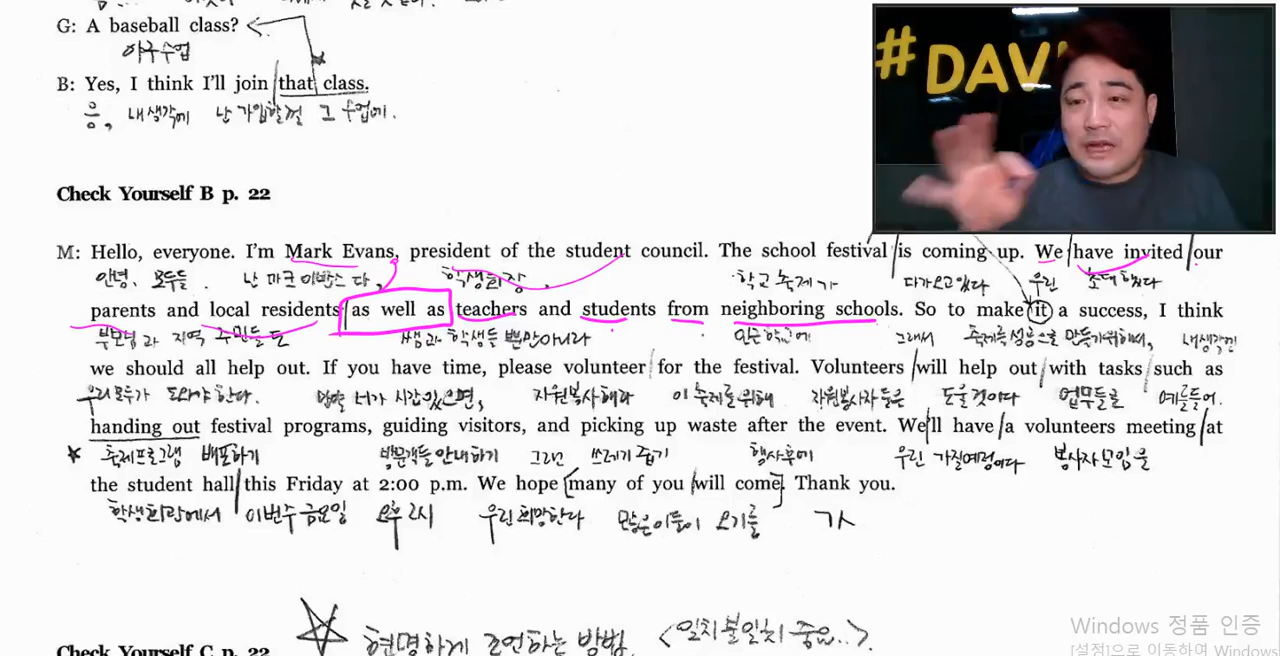 G: A baseball class?
#DAVI
야구수업
B: Yes, I think I'll join that class.
응, 내생각에 난 가입할걸 그 수업에.
Check Yourself B p. 22
M: Hello, everyone. I'm Mark Evans, president of the student council. The school festival is coming up. We have invited our
안녕, 모두들. 난 마크 이반스 다, 학생회장, 학교 축제가 다가오고있다 우린 초대했다
parents and local residents as well as teachers and students from neighboring schools. So to make it a success, I think
부모님과 지역 주민들도 쌤과 학생들 뿐만아니라 인근학교에 그래서 축제를 성공으로 만들기위해, 내생각엔
we should all help out. If you have time, please volunteer for the festival. Volunteers will help out with tasks such as
우리모두가 도와야한다. 만약 너가 시간있으면, 자원봉사해라 이 축제를위해 자원봉사자들은 도울것이다 업무들로 예를들어.
handing out festival programs, guiding visitors, and picking up waste after the event. We'll have a volunteers meeting at
축제프로그램 배포하기 방문객들안내하기 그런 쓰레기 줍기 행사후에 우린 가질예정이다 봉사자모임을
the student hall this Friday at 2:00 p.m. We hope many of you will come. Thank you.
학생회관에서 이번주금요일 오후 2시 우린희망한다 많은이들이 오기를 감사
현명하게 조언하는 방법. <일치불일치 중요..>.
Check Yourself C p. 22
Windows 정품 인증
[설정]으로 이동하여 Windows